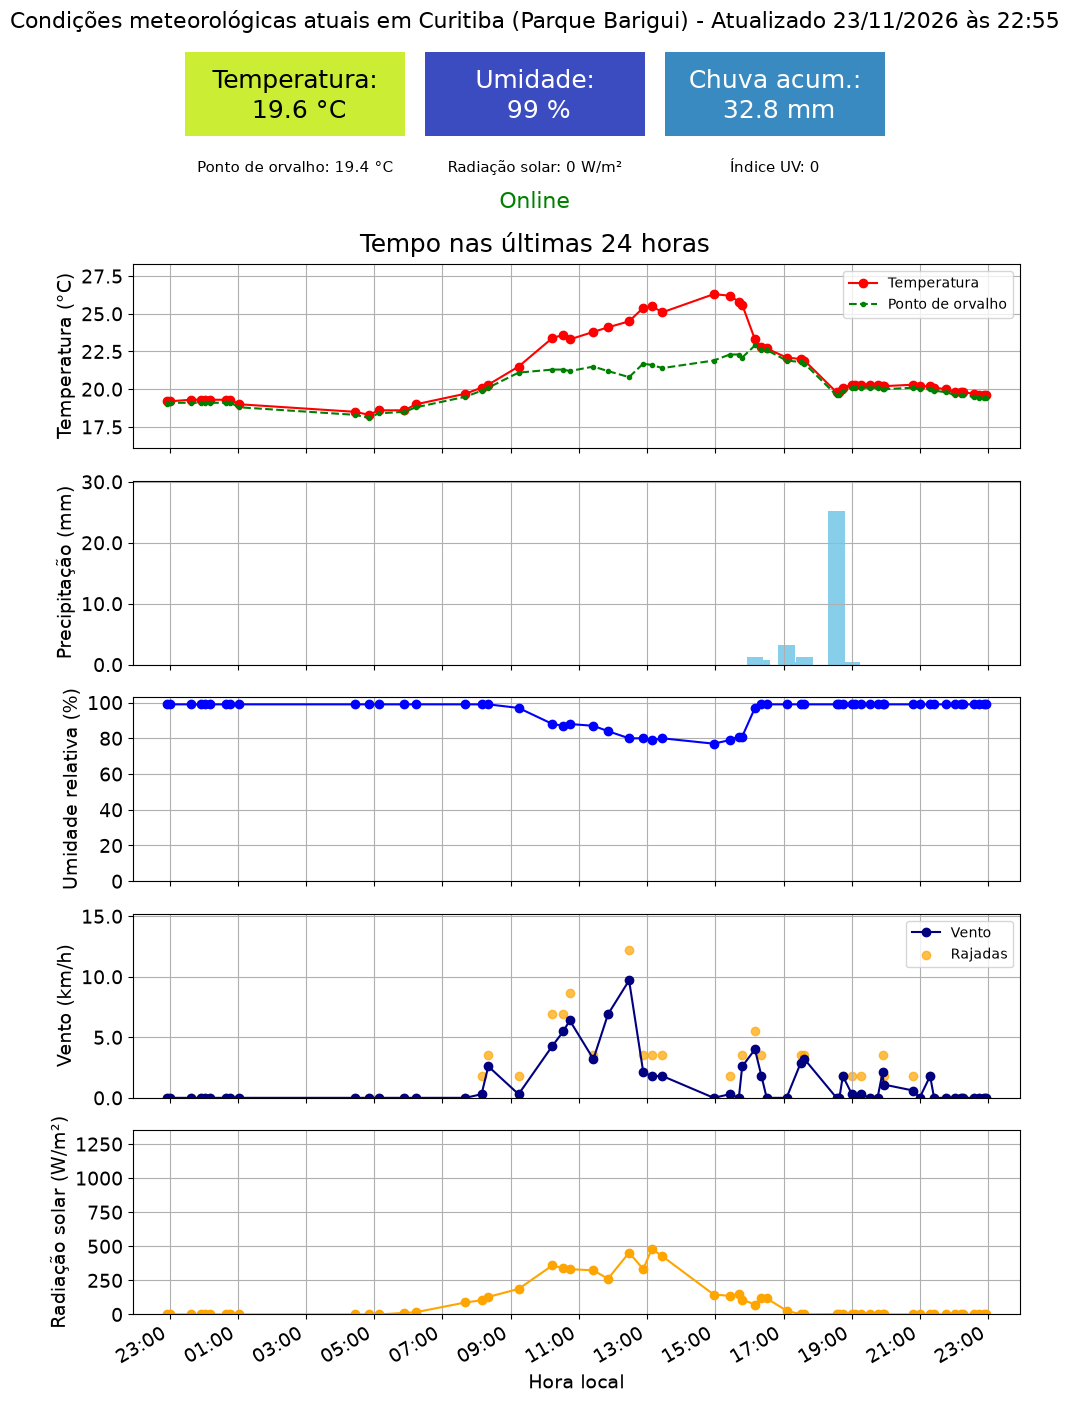 Condições meteorológicas atuais em Curitiba (Parque Barigui) - Atualizado 23/11/2026 às 22:55
Temperatura:
19.6 °C
Umidade:
99 %
Chuva acum.:
32.8 mm
Ponto de orvalho: 19.4 °C
Radiação solar: 0 W/m²
Índice UV: 0
Online
Tempo nas últimas 24 horas
Temperatura (°C)
27.5
25.0
22.5
20.0
17.5
Temperatura
Ponto de orvalho
Precipitação (mm)
30.0
20.0
10.0
0.0
Umidade relativa (%)
100
80
60
40
20
0
Vento (km/h)
15.0
10.0
5.0
0.0
Vento
Rajadas
Radiação solar (W/m²)
1250
1000
750
500
250
0
23:00
01:00
03:00
05:00
07:00
09:00
11:00
13:00
15:00
17:00
19:00
21:00
23:00
Hora local